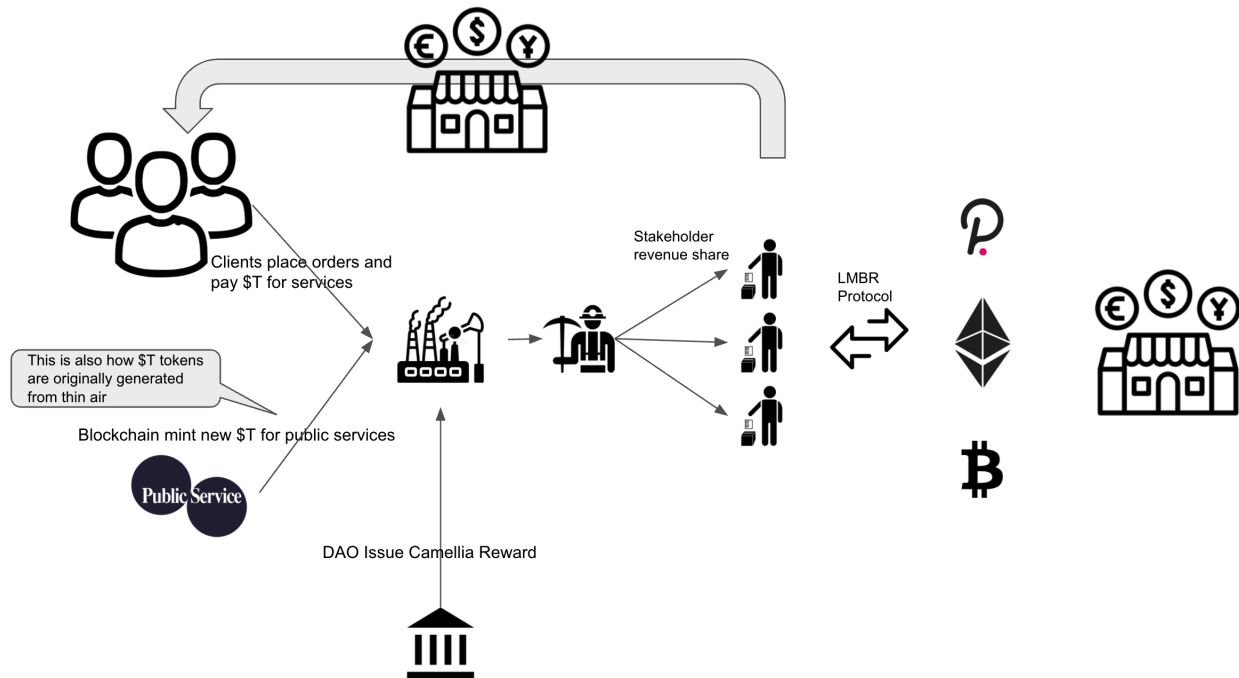 € $ ¥
Clients place orders and
pay $T for services
Stakeholder
revenue share
LMBR
Protocol
€ $ ¥
This is also how $T tokens
are originally generated
from thin air
Blockchain mint new $T for public services
Public Service
DAO Issue Camellia Reward